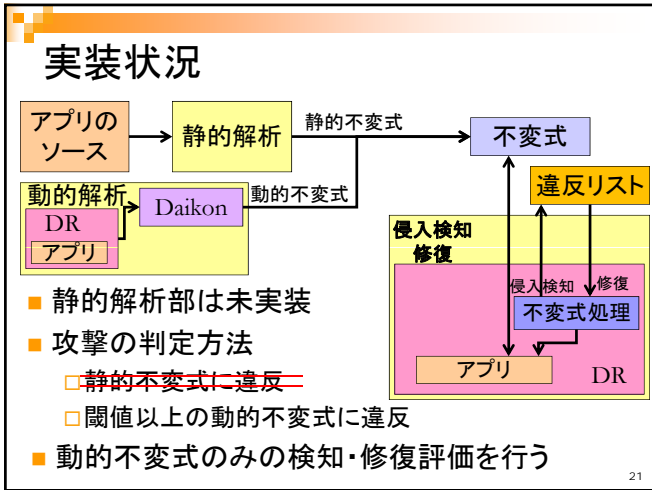 実装状況
アプリの
ソース
静的解析
静的不変式
不変式
動的解析
DR
アプリ
Daikon
動的不変式
違反リスト
侵入検知
修復
侵入検知
修復
不変式処理
アプリ
DR
静的解析部は未実装
攻撃の判定方法
静的不変式に違反
閾値以上の動的不変式に違反
動的不変式のみの検知・修復評価を行う
21